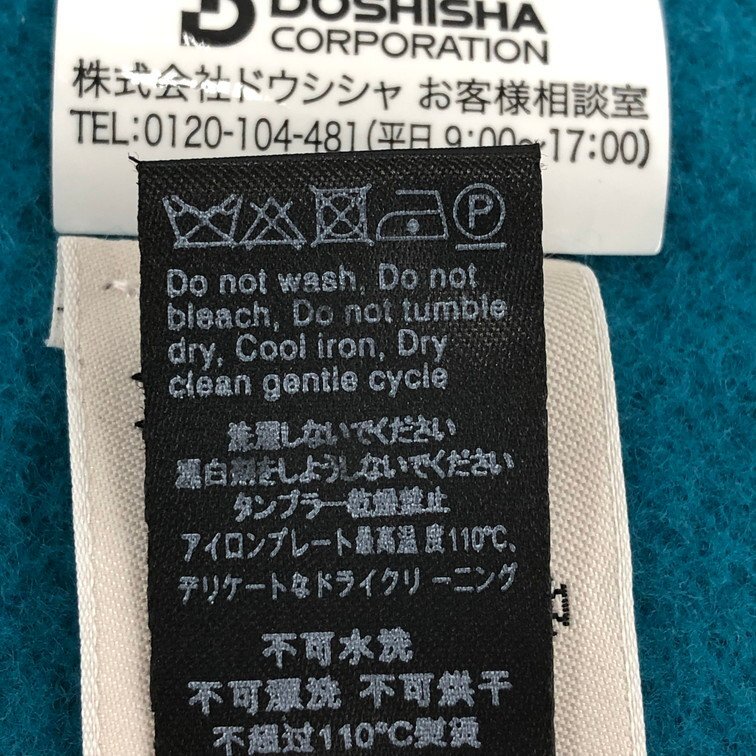 DOSHISHA
CORPORATION
株式会社ドウシシャ お客様相談室
TEL:0120-104-481(平日 9:00~17:00)
P
Do not wash, Do not
bleach, Do not tumble
dry, Cool iron, Dry
clean gentle cycle
洗濯しないでください
漂白剤をしようしないでください
タンブラー乾燥禁止
アイロンプレート最高温度110℃、
デリケートなドライクリーニング
不可水洗
不可漂洗 不可烘干
不超过110℃熨烫